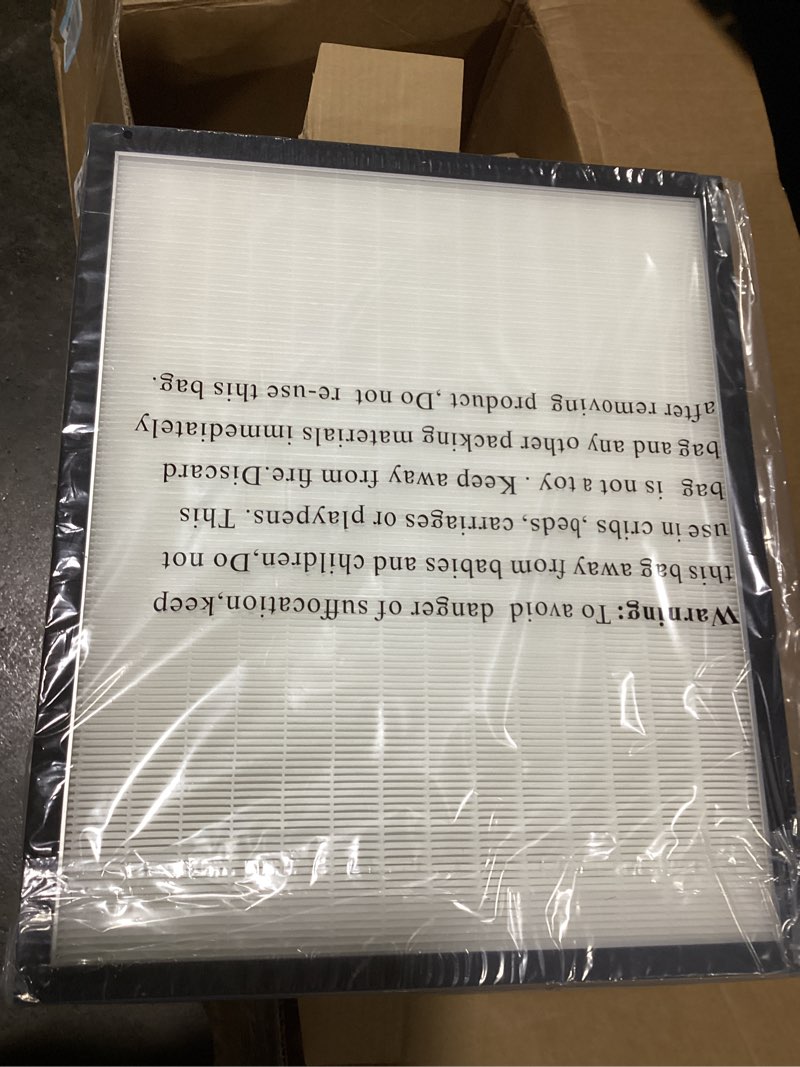 Warning: To avoid danger of suffocation,keep
this bag away from babies and children,Do not
use in cribs ,beds, carriages or playpens. This
bag is not a toy . Keep away from fire.Discard
bag and any other packing materials immediately
after removing product ,Do not re-use this bag.